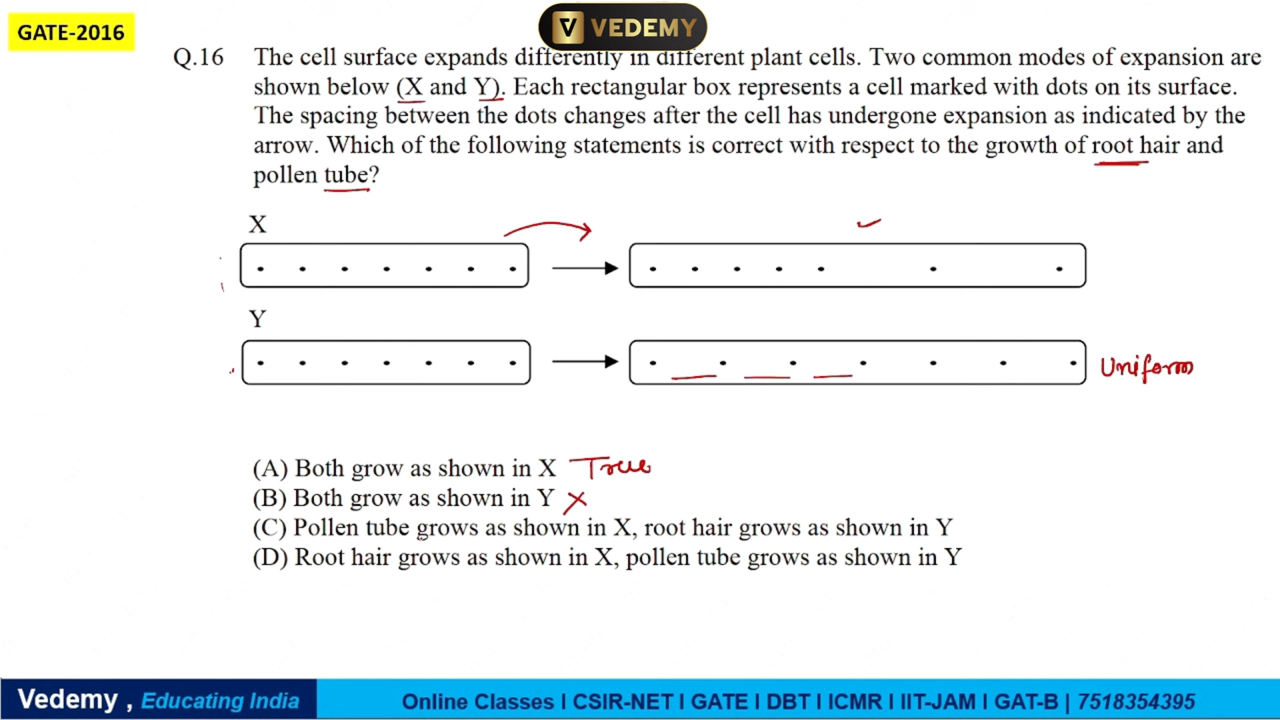 GATE-2016
V VEDEMY
Q.16 The cell surface expands differently in different plant cells. Two common modes of expansion are
shown below (X and Y). Each rectangular box represents a cell marked with dots on its surface.
The spacing between the dots changes after the cell has undergone expansion as indicated by the
arrow. Which of the following statements is correct with respect to the growth of root hair and
pollen tube?
X
Y
Uniform
(A) Both grow as shown in X True
(B) Both grow as shown in Y X
(C) Pollen tube grows as shown in X, root hair grows as shown in Y
(D) Root hair grows as shown in X, pollen tube grows as shown in Y
Vedemy , Educating India
Online Classes I CSIR-NET I GATE I DBT I ICMR I IIT-JAM I GAT-B | 7518354395